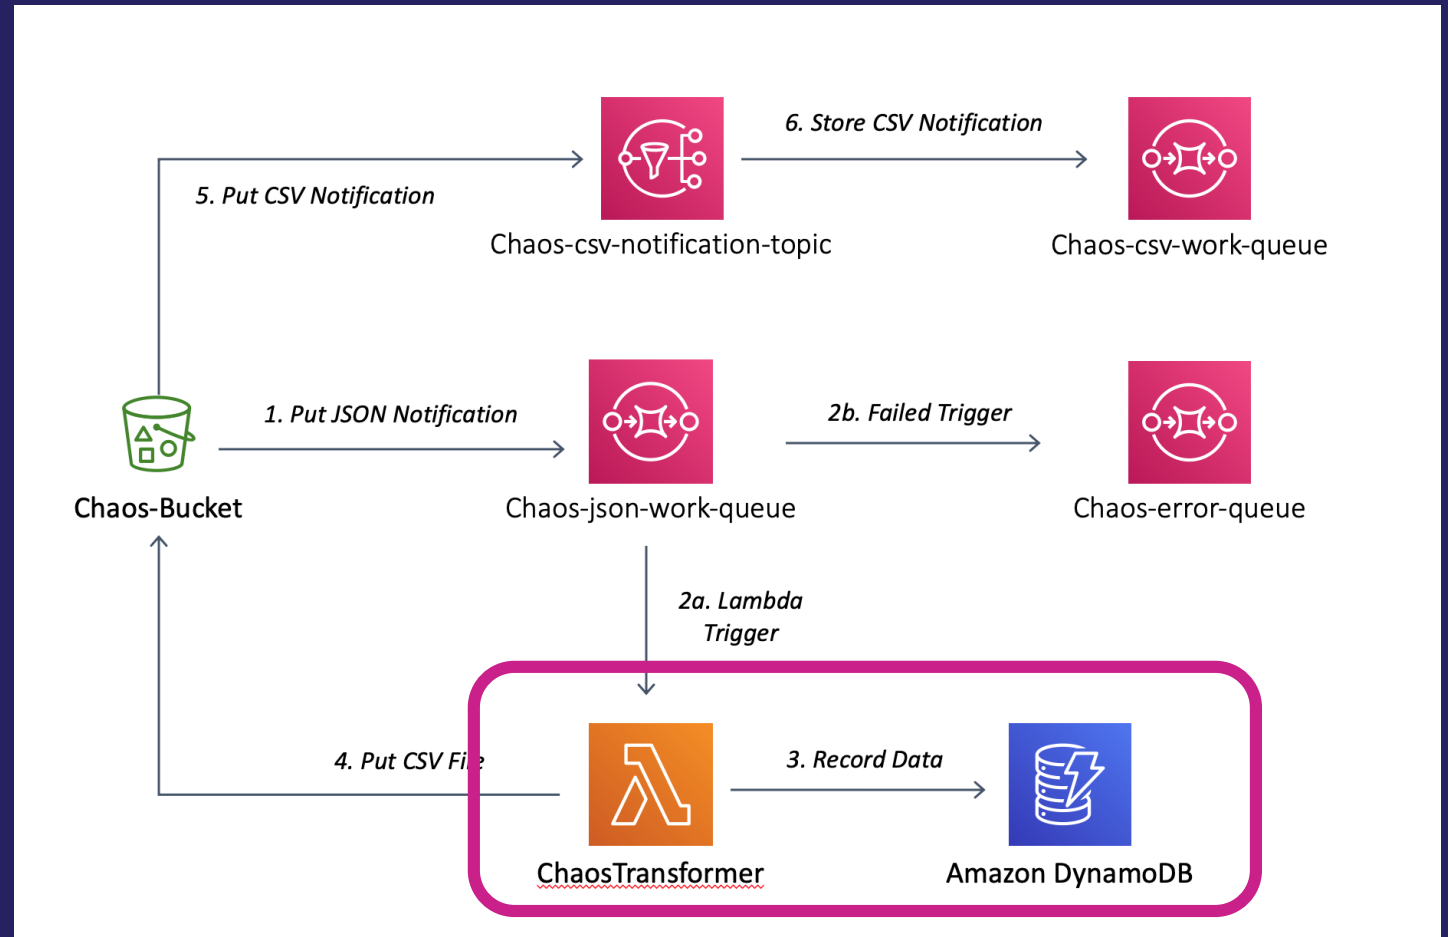 6. Store CSV Notification
5. Put CSV Notification
Chaos-csv-notification-topic
Chaos-csv-work-queue
1. Put JSON Notification
2b. Failed Trigger
Chaos-Bucket
Chaos-json-work-queue
Chaos-error-queue
2a. Lambda
Trigger
4. Put CSV File
3. Record Data
ChaosTransformer
Amazon DynamoDB